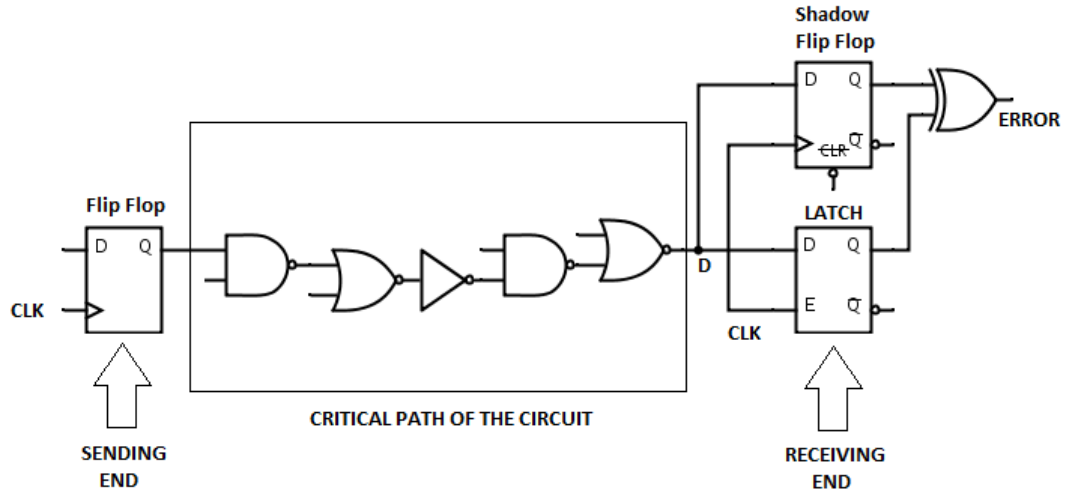 Shadow
Flip Flop
D Q
CLR Q
ERROR
Flip Flop
D Q
CLK
LATCH
D Q
E Q
D
CLK
CRITICAL PATH OF THE CIRCUIT
SENDING
END
RECEIVING
END